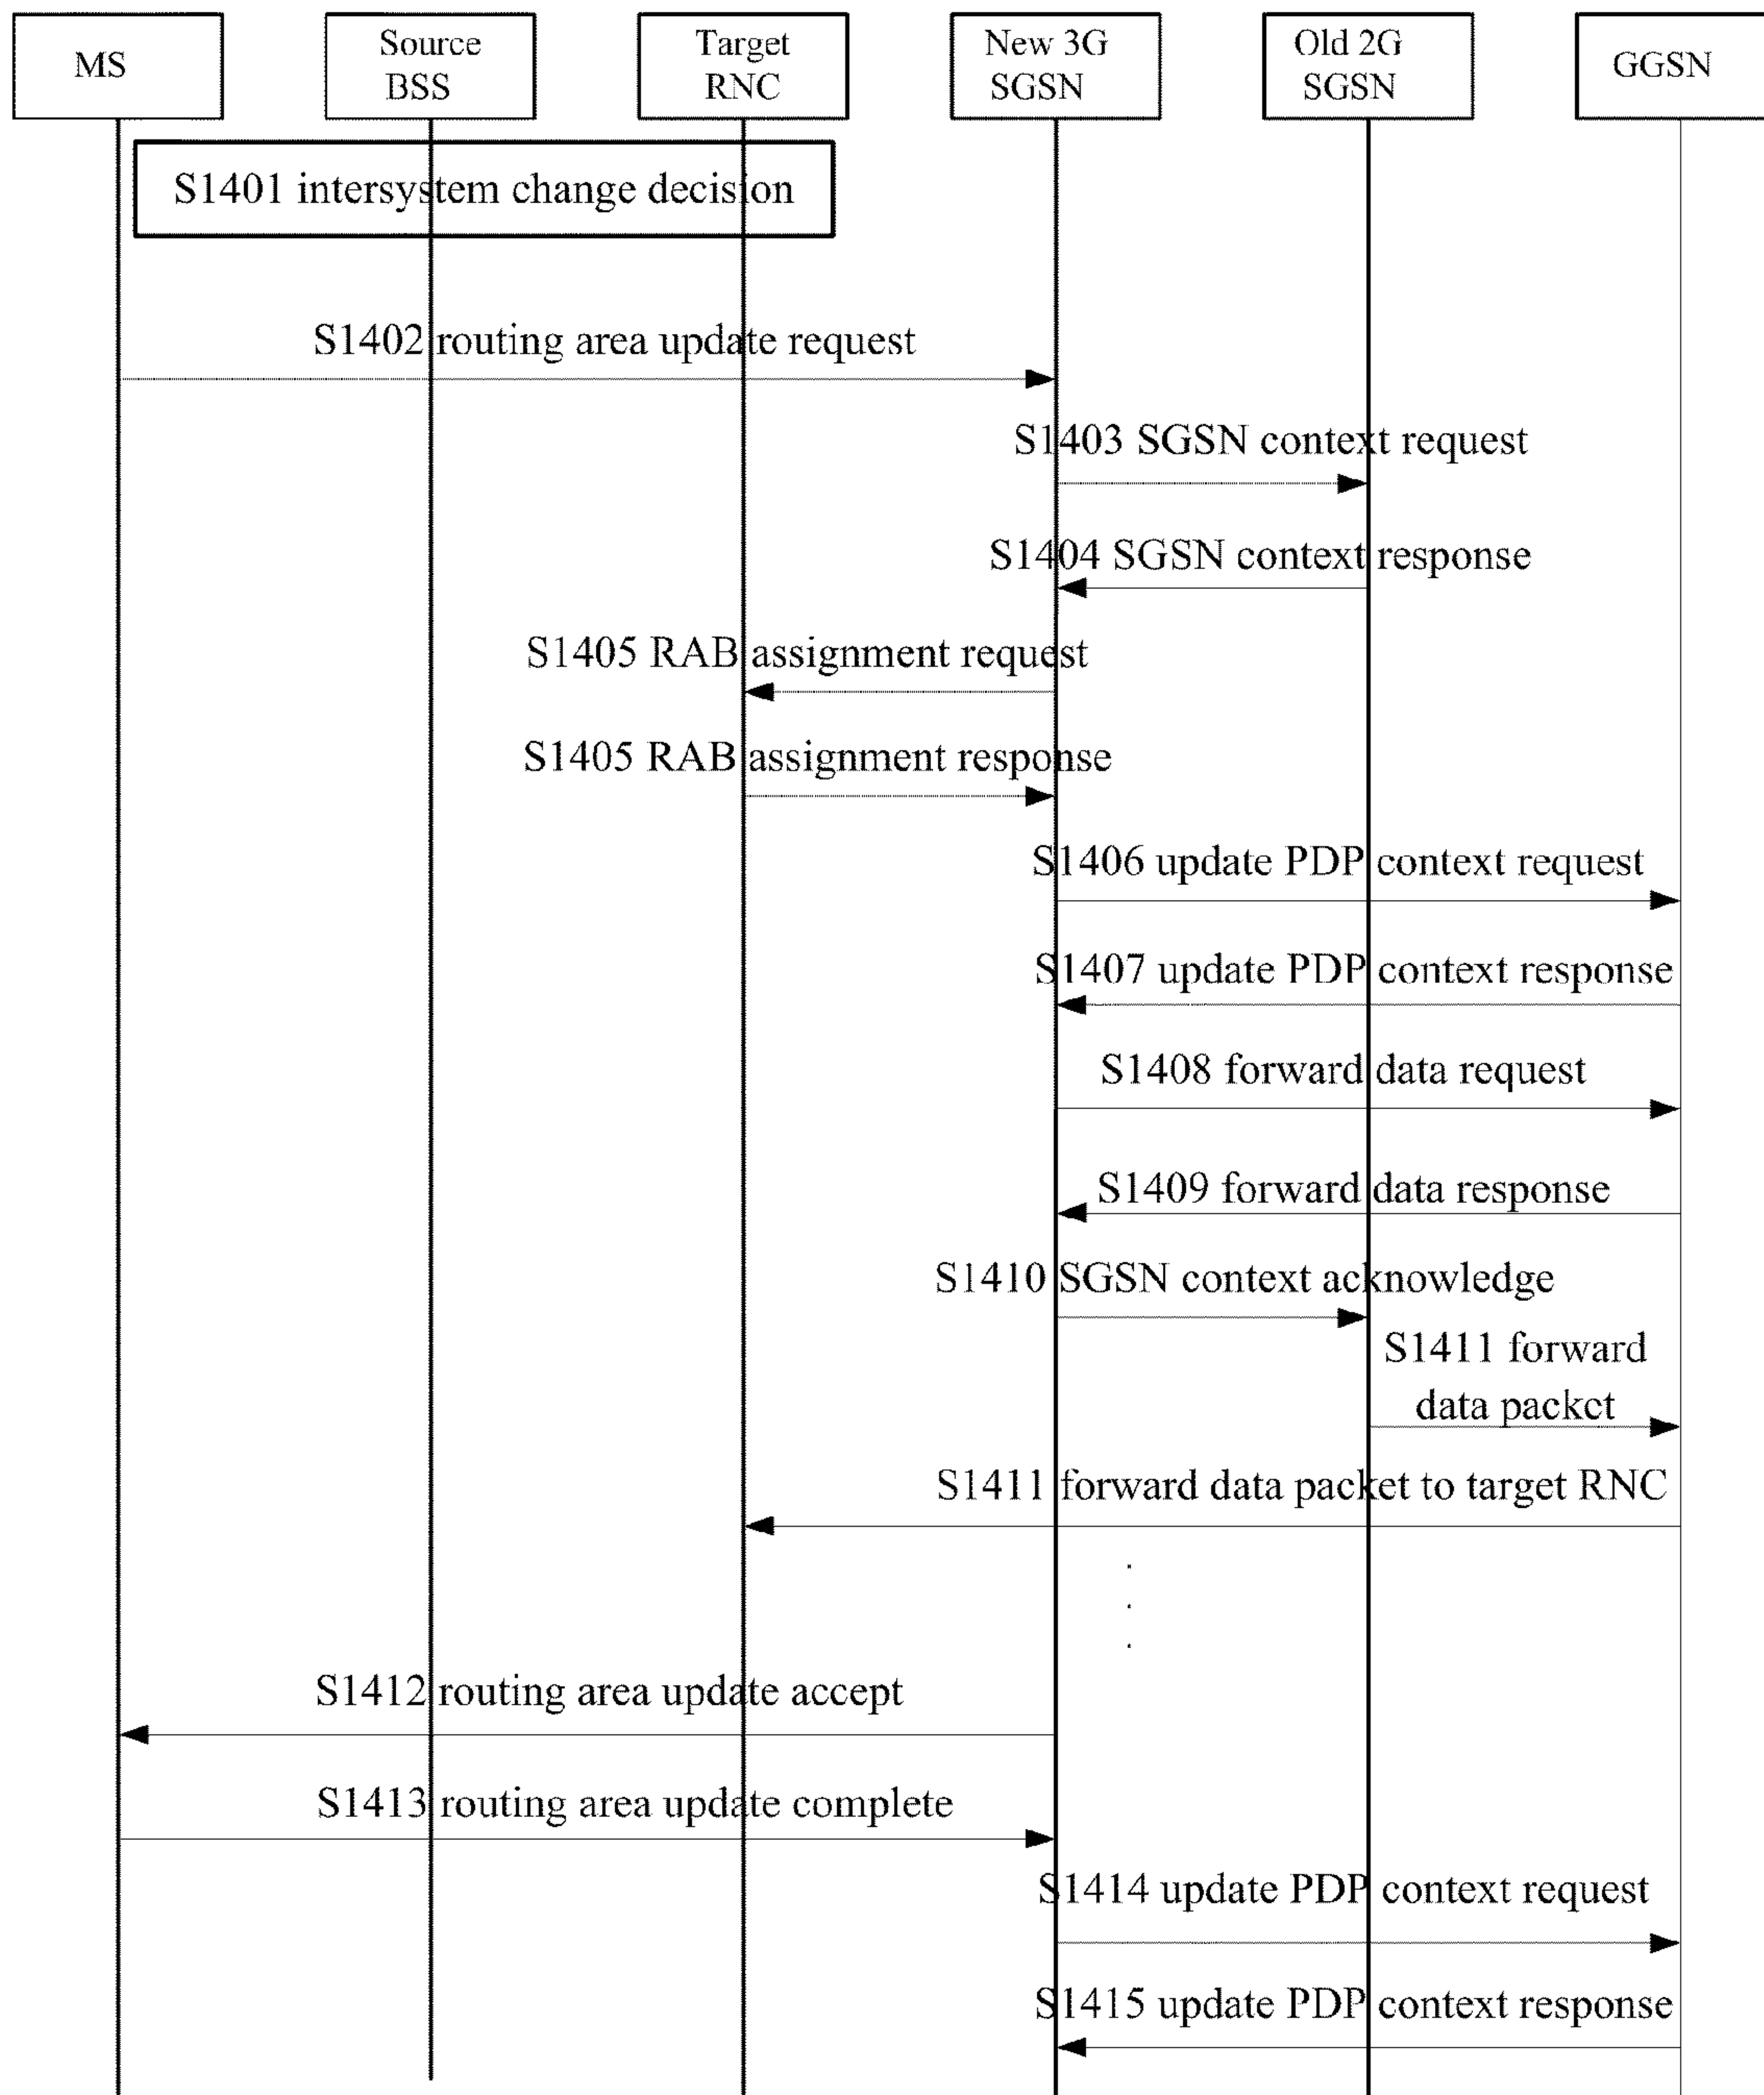 MS
Source
BSS
Target
RNC
New 3G
SGSN
Old 2G
SGSN
GGSN
S1401 intersystem change decision
S1402 routing area update request
S1403 SGSN context request
S1404 SGSN context response
S1405 RAB assignment request
S1405 RAB assignment response
S1406 update PDP context request
S1407 update PDP context response
S1408 forward data request
S1409 forward data response
S1410 SGSN context acknowledge
S1411 forward
data packet
S1411 forward data packet to target RNC
S1412 routing area update accept
S1413 routing area update complete
S1414 update PDP context request
S1415 update PDP context response